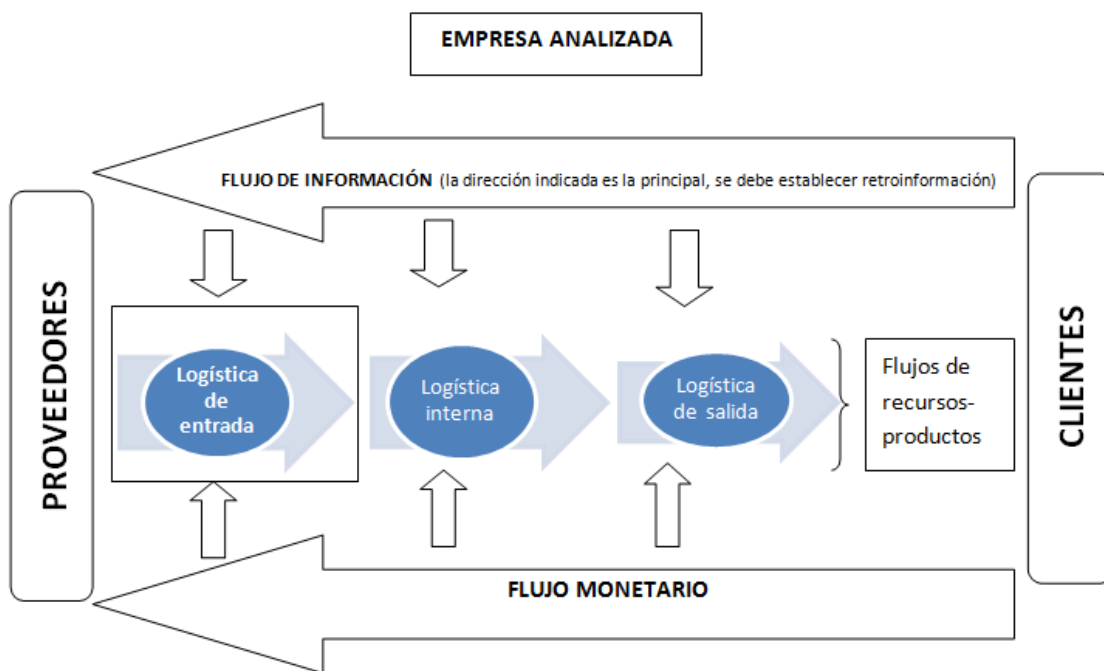 EMPRESA ANALIZADA
FLUJO DE INFORMACIÓN (la dirección indicada es la principal, se debe establecer retroinformación)
PROVEEDORES
Logística
de
entrada
Logística
interna
Logística
de salida
Flujos de
recursos-
productos
CLIENTES
FLUJO MONETARIO